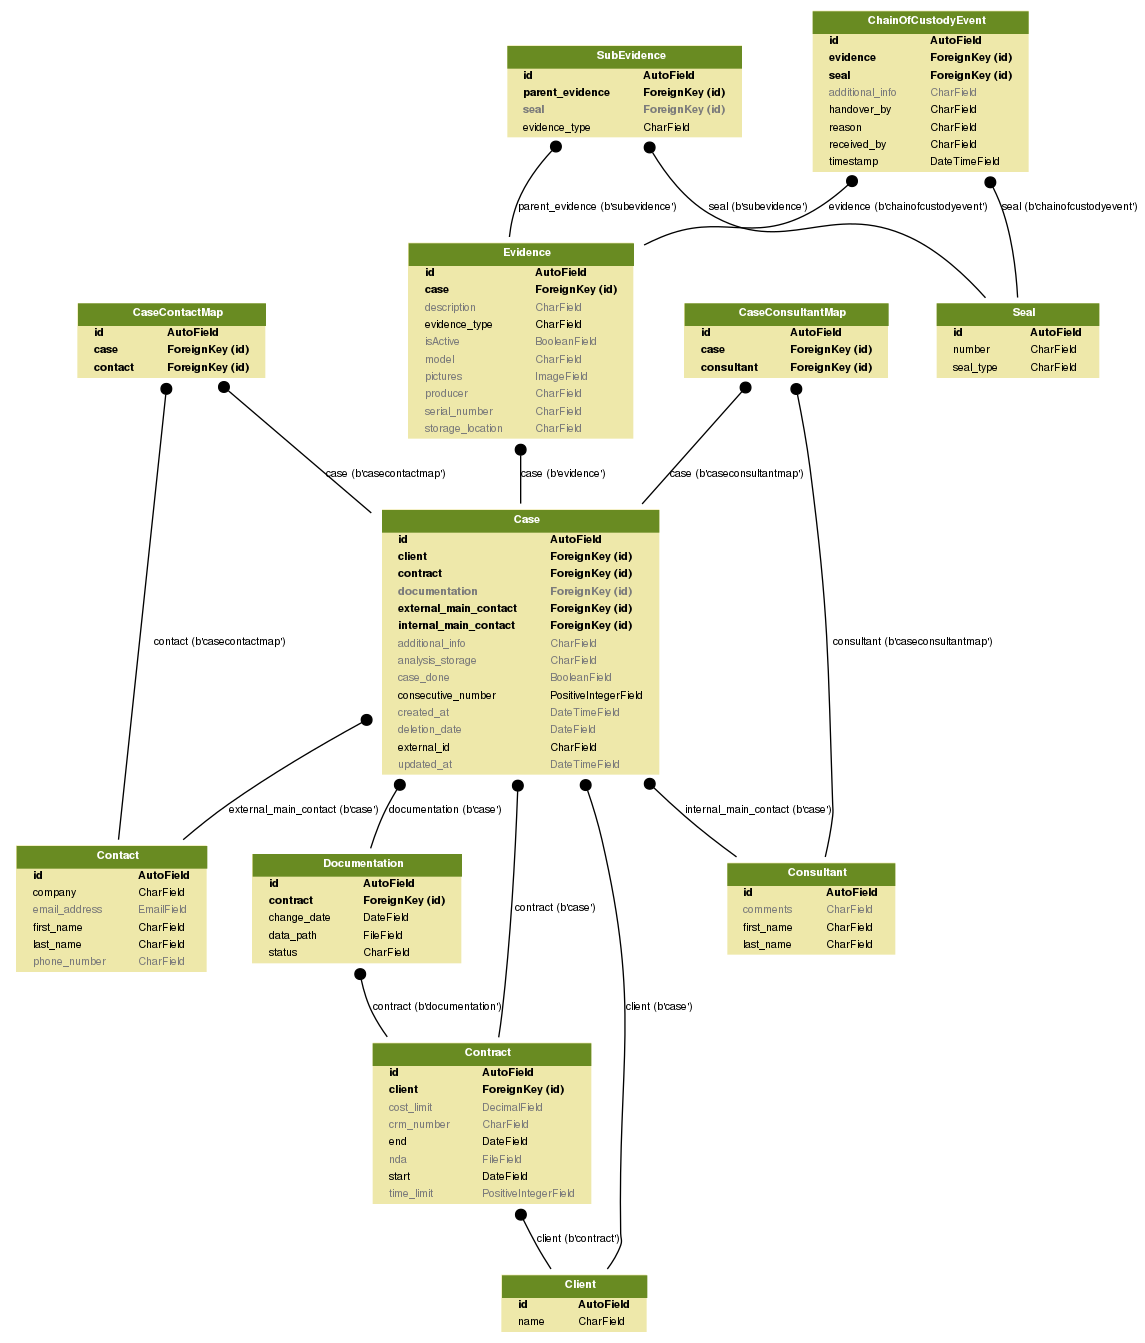 ChainOfCustodyEvent
id AutoField
evidence ForeignKey (id)
seal ForeignKey (id)
additional_info CharField
handover_by CharField
reason CharField
received_by CharField
timestamp DateTimeField
SubEvidence
id AutoField
parent_evidence ForeignKey (id)
seal ForeignKey (id)
evidence_type CharField
parent_evidence (b'subevidence')
seal (b'subevidence')
evidence (b'chainofcustodyevent')
seal (b'chainofcustodyevent')
Evidence
id AutoField
case ForeignKey (id)
description CharField
evidence_type CharField
isActive BooleanField
model CharField
pictures ImageField
producer CharField
serial_number CharField
storage_location CharField
CaseContactMap
id AutoField
case ForeignKey (id)
contact ForeignKey (id)
CaseConsultantMap
id AutoField
case ForeignKey (id)
consultant ForeignKey (id)
Seal
id AutoField
number CharField
seal_type CharField
case (b'casecontactmap')
case (b'evidence')
case (b'caseconsultantmap')
Case
id AutoField
client ForeignKey (id)
contract ForeignKey (id)
documentation ForeignKey (id)
external_main_contact ForeignKey (id)
internal_main_contact ForeignKey (id)
additional_info CharField
analysis_storage CharField
case_done BooleanField
consecutive_number PositiveIntegerField
created_at DateTimeField
deletion_date DateField
external_id CharField
updated_at DateTimeField
contact (b'casecontactmap')
consultant (b'caseconsultantmap')
external_main_contact (b'case')
documentation (b'case')
internal_main_contact (b'case')
Contact
id AutoField
company CharField
email_address EmailField
first_name CharField
last_name CharField
phone_number CharField
Documentation
id AutoField
contract ForeignKey (id)
change_date DateField
data_path FileField
status CharField
contract (b'case')
Consultant
id AutoField
comments CharField
first_name CharField
last_name CharField
contract (b'documentation')
client (b'case')
Contract
id AutoField
client ForeignKey (id)
cost_limit DecimalField
crm_number CharField
end DateField
nda FileField
start DateField
time_limit PositiveIntegerField
client (b'contract')
Client
id AutoField
name CharField